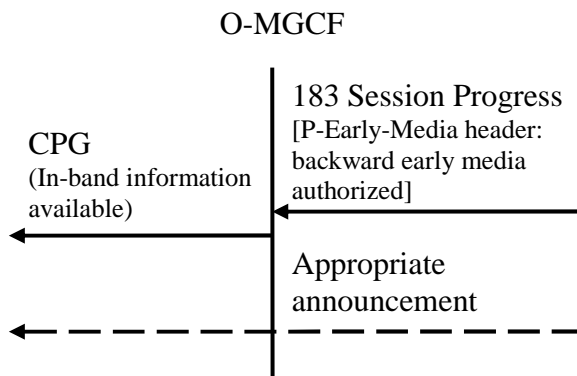 O-MGCF
183 Session Progress
[P-Early-Media header:
backward early media
authorized]
CPG
(In-band information
available)
Appropriate
announcement